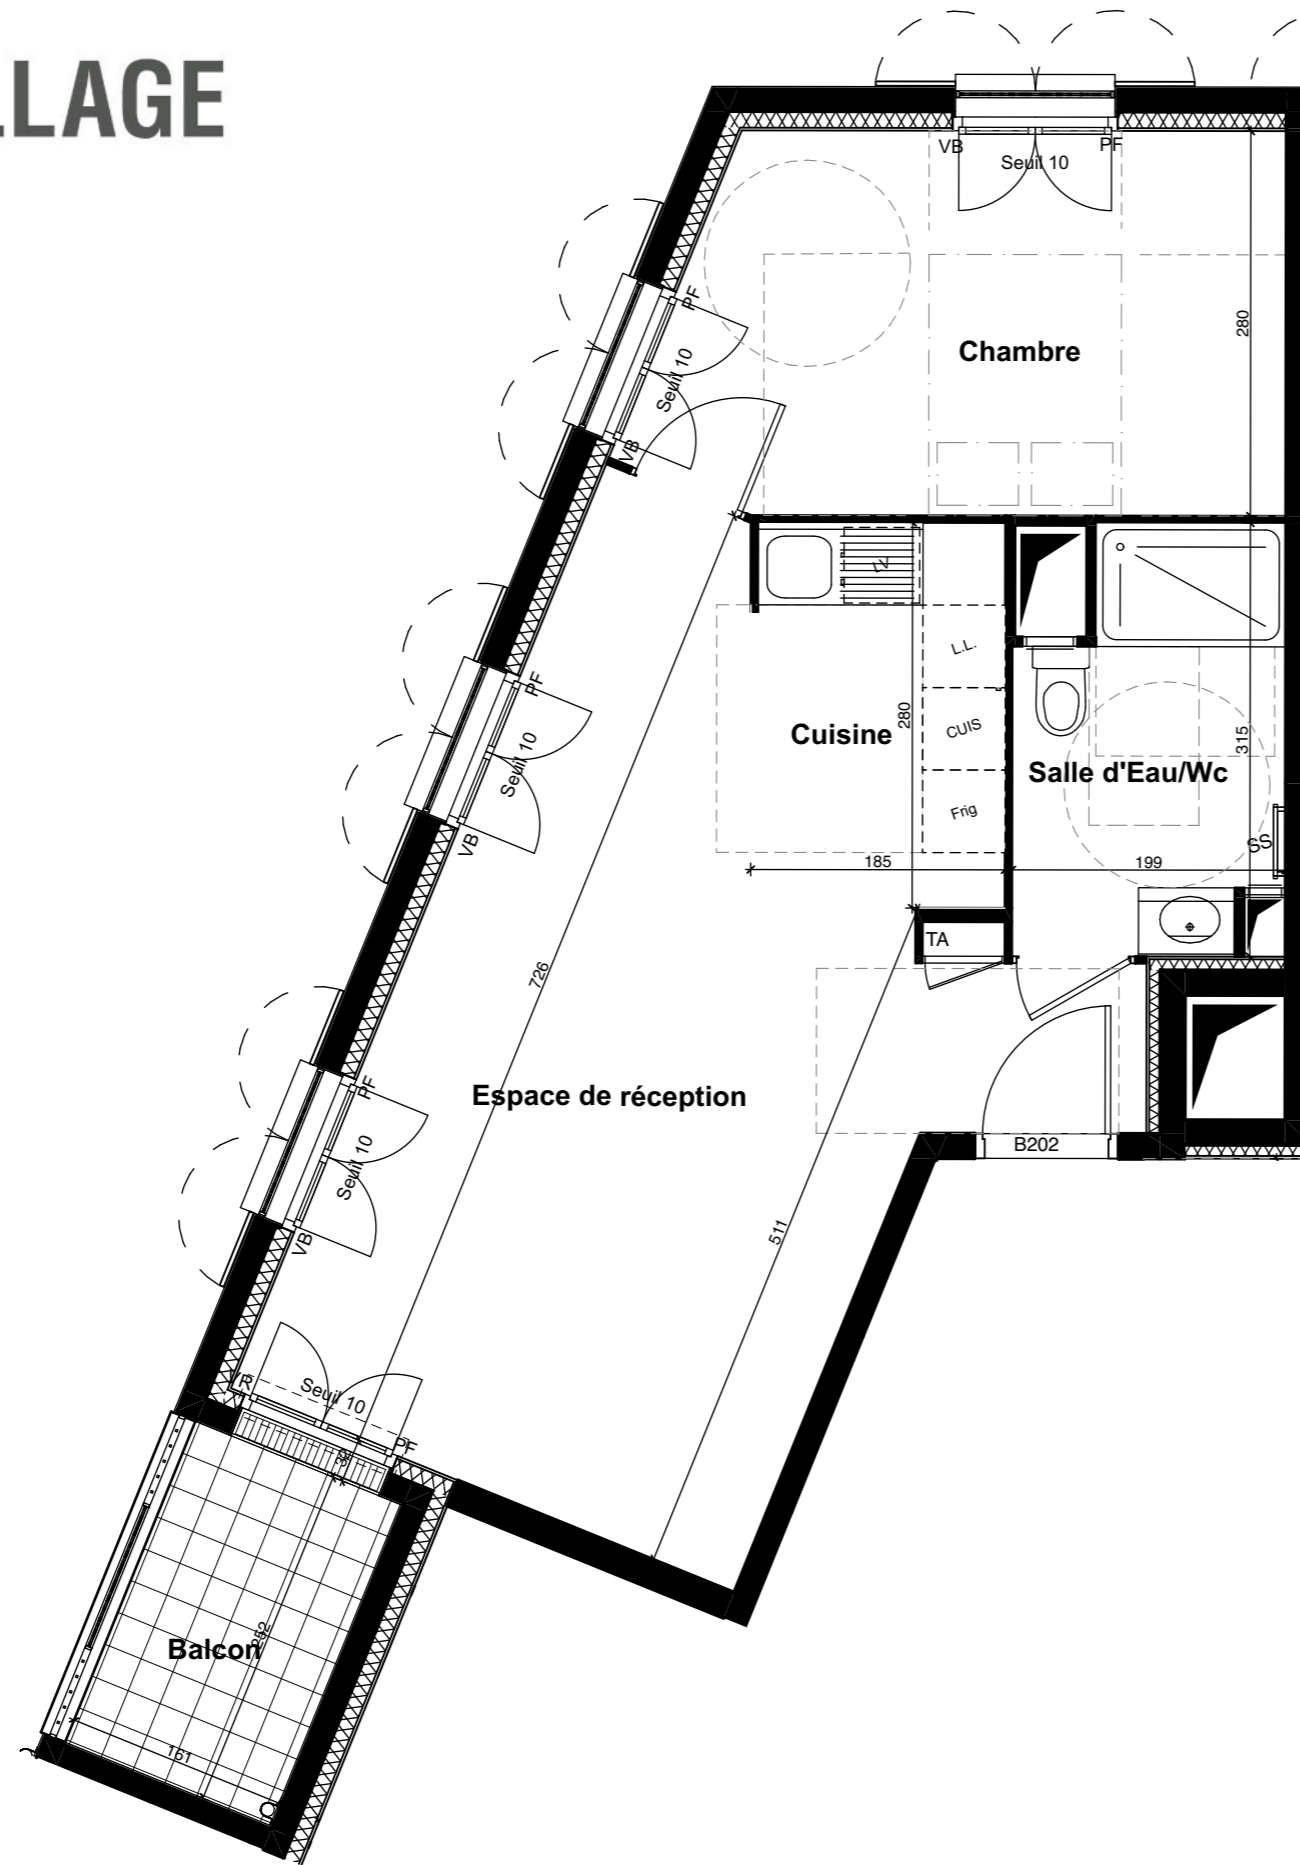 LLAGE
VB
Seuil 10
PF
PF
Seuil 10
VB
Chambre
280
LV
L.L.
CUIS
Frig
Cuisine
280
Salle d'Eau/Wc
315
SS
185
199
TA
PF
Seuil 10
VB
726
Espace de réception
B202
511
PF
Seuil 10
VB
VR
Seuil 10
PF
Balcon
252
161